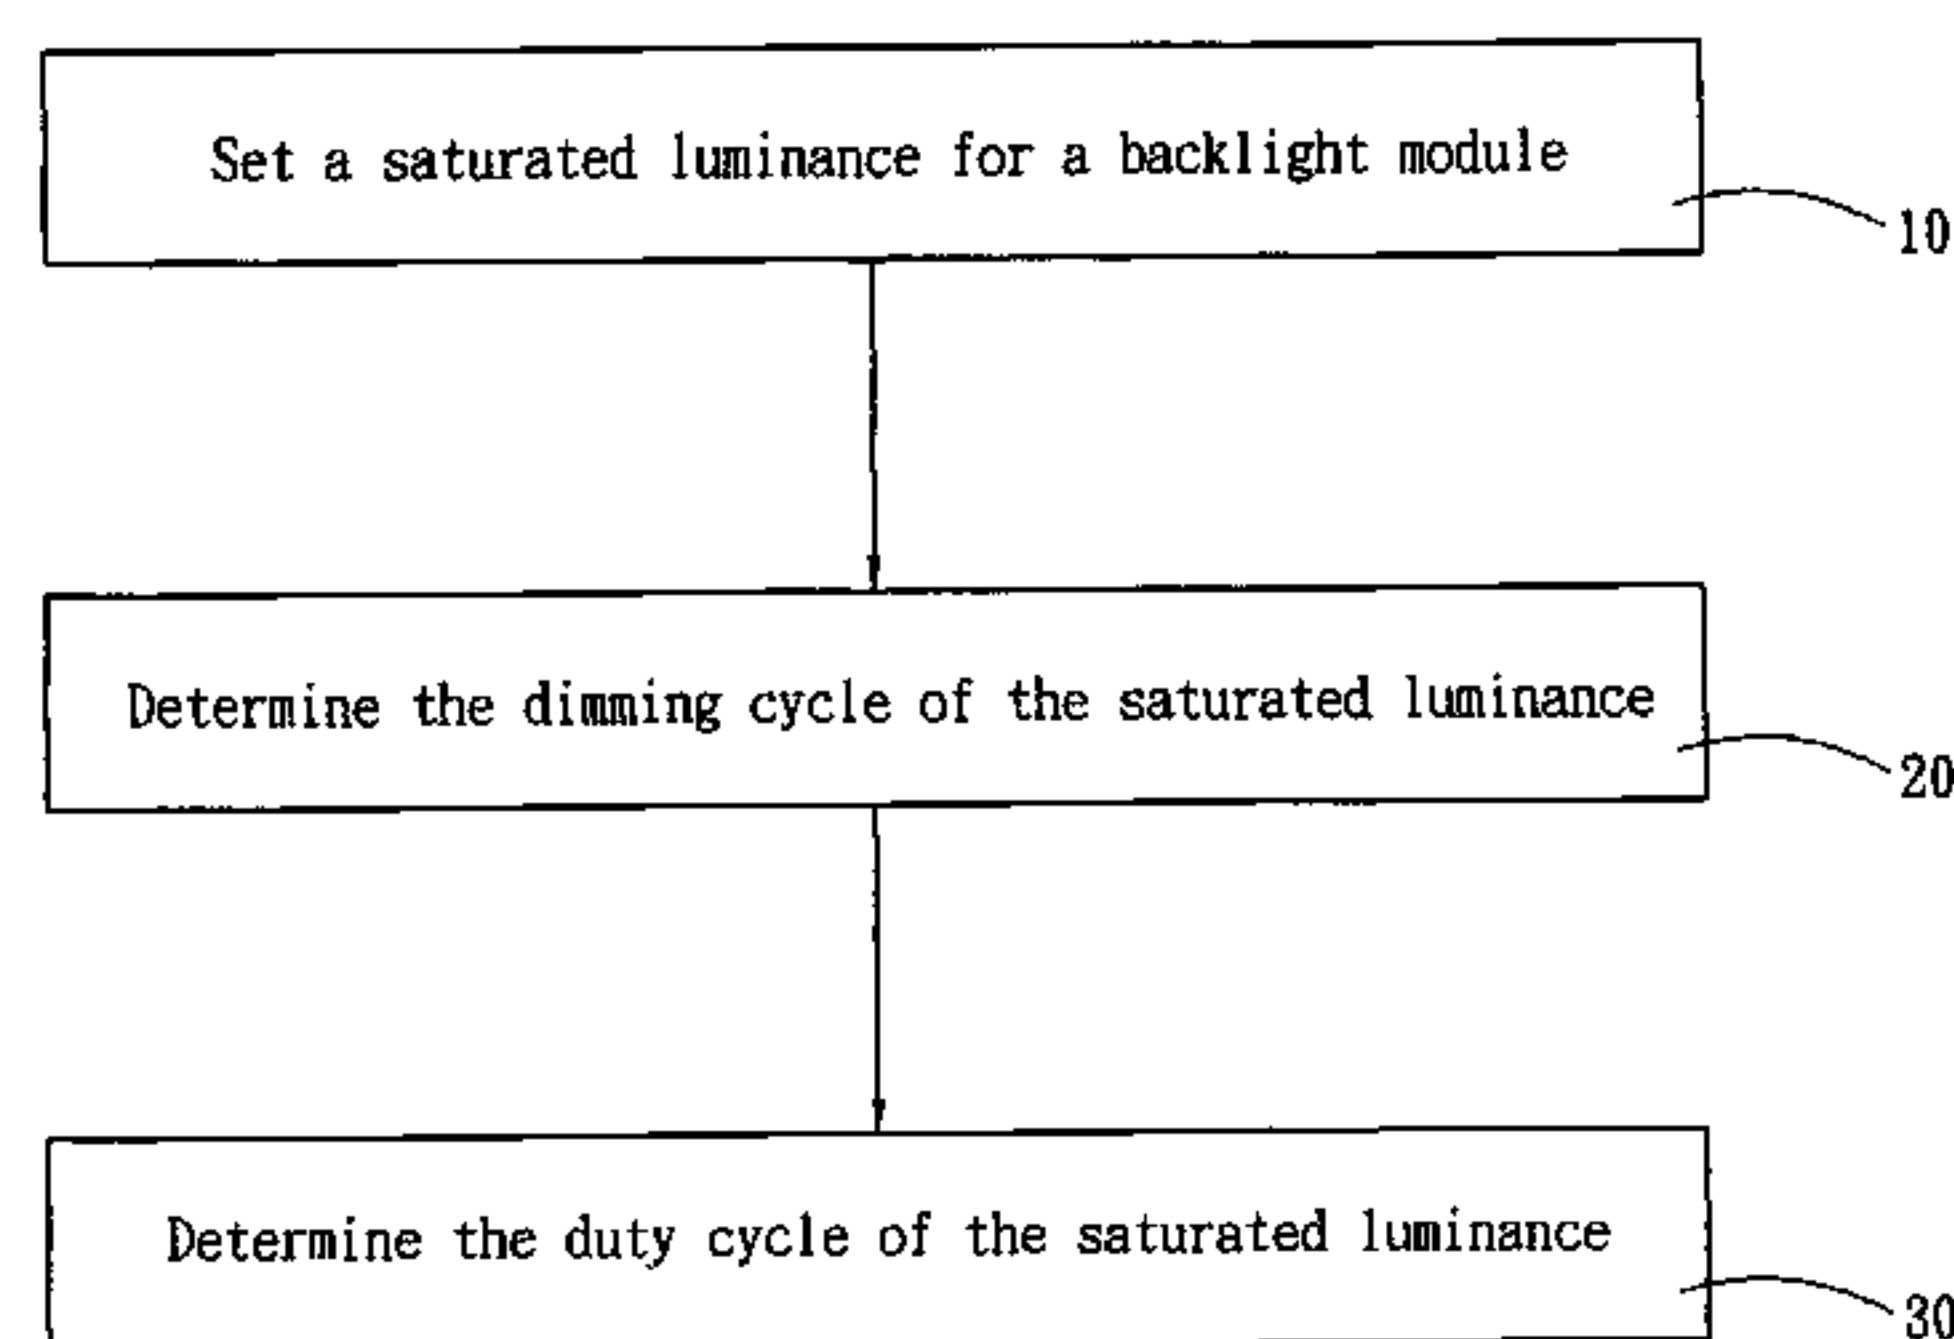 Set a saturated luminance for a backlight module
10
Determine the dimming cycle of the saturated luminance
20
Determine the duty cycle of the saturated luminance
30